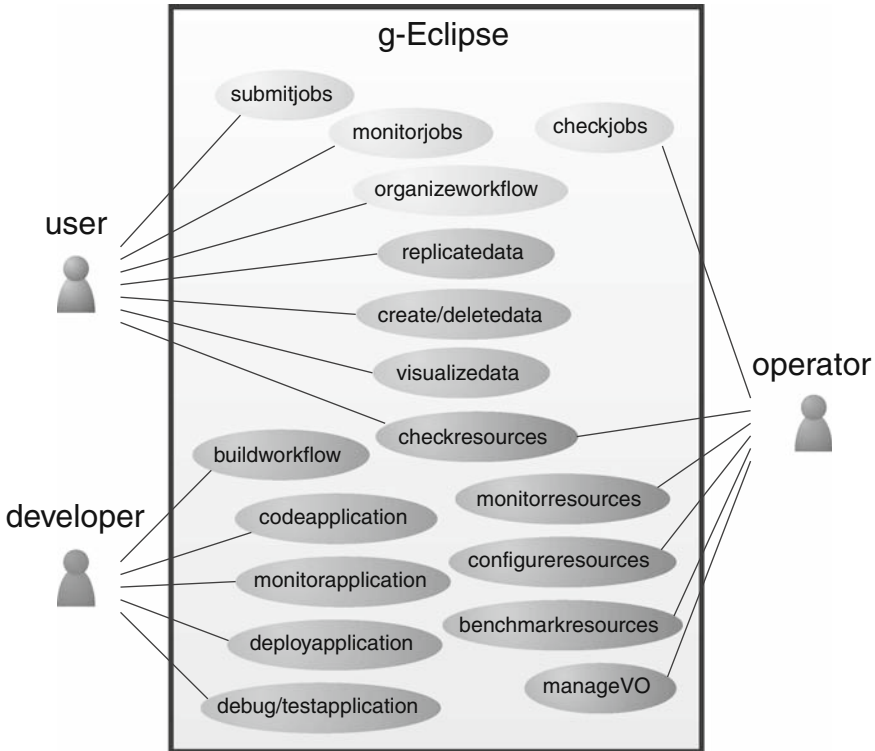 g-Eclipse
submitjobs
monitorjobs
checkjobs
organizeworkflow
user
replicatedata
create/deletedata
visualizedata
operator
checkresources
buildworkflow
monitorresources
developer
codeapplication
configureresources
monitorapplication
benchmarkresources
deployapplication
manageVO
debug/testapplication